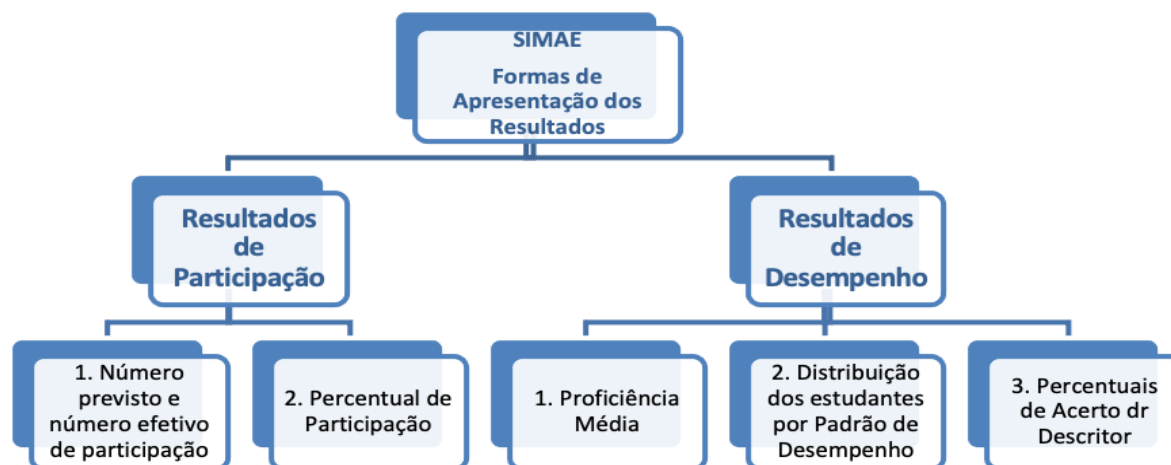 SIMAE
Formas de
Apresentação dos
Resultados
Resultados
de
Participação
Resultados
de
Desempenho
1. Número
previsto e
número efetivo
de participação
2. Percentual de
Participação
1. Proficiência
Média
2. Distribuição
dos estudantes
por Padrão de
Desempenho
3. Percentuais
de Acerto dr
Descritor